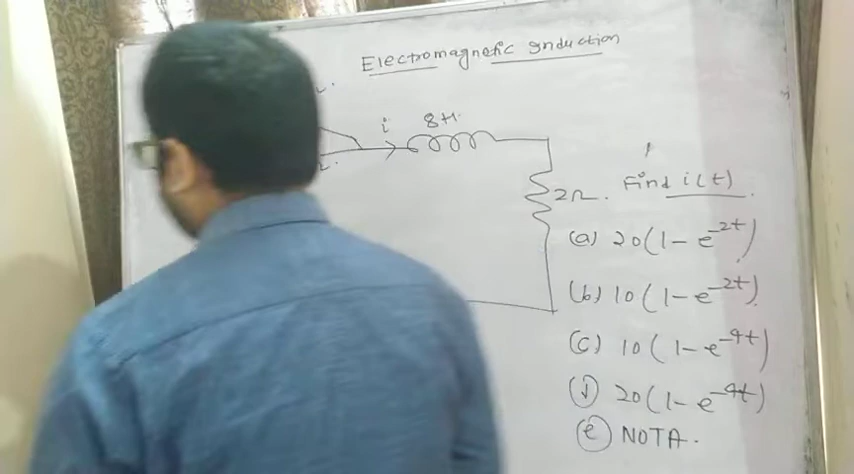 Electromagnetic Induction
i
8H.
2Ω.
Find i(t)
(a) 20(1-e^-2t)
(b) 10(1-e^-2t)
(c) 10(1-e^-4t)
(d) 20(1-e^-4t)
(e) NOTA.